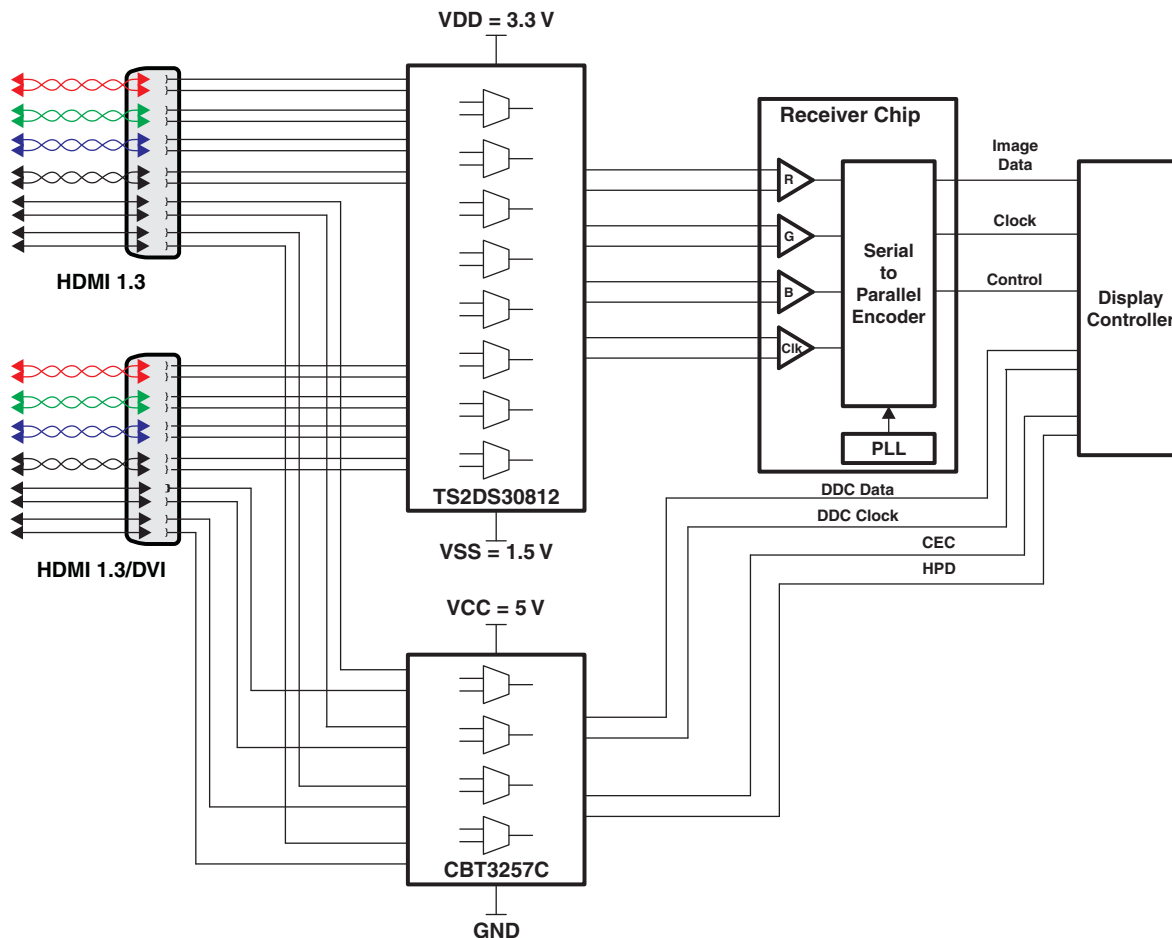 VDD = 3.3 V
HDMI 1.3
Receiver Chip
R
G
B
Clk
Serial
to
Parallel
Encoder
PLL
Image
Data
Clock
Control
Display
Controller
HDMI 1.3/DVI
TS2DS30812
VSS = 1.5 V
DDC Data
DDC Clock
CEC
HPD
VCC = 5 V
CBT3257C
GND